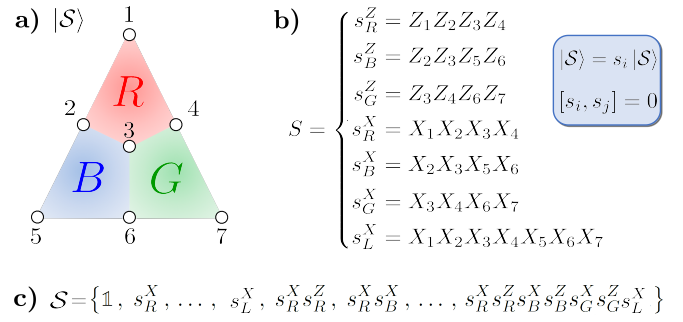 a) |𝒮⟩
1
R
2 3 4
B G
5 6 7
b)
S = {
s_R^Z = Z_1Z_2Z_3Z_4
s_B^Z = Z_2Z_3Z_5Z_6
s_G^Z = Z_3Z_4Z_6Z_7
s_R^X = X_1X_2X_3X_4
s_B^X = X_2X_3X_5X_6
s_G^X = X_3X_4X_6X_7
s_L^X = X_1X_2X_3X_4X_5X_6X_7
|𝒮⟩ = s_i |𝒮⟩
[s_i, s_j] = 0
c) 𝒮={𝟙, s_R^X, ..., s_L^X, s_R^X s_R^Z, s_R^X s_B^X, ..., s_R^X s_R^Z s_B^X s_B^Z s_G^X s_G^Z s_L^X }